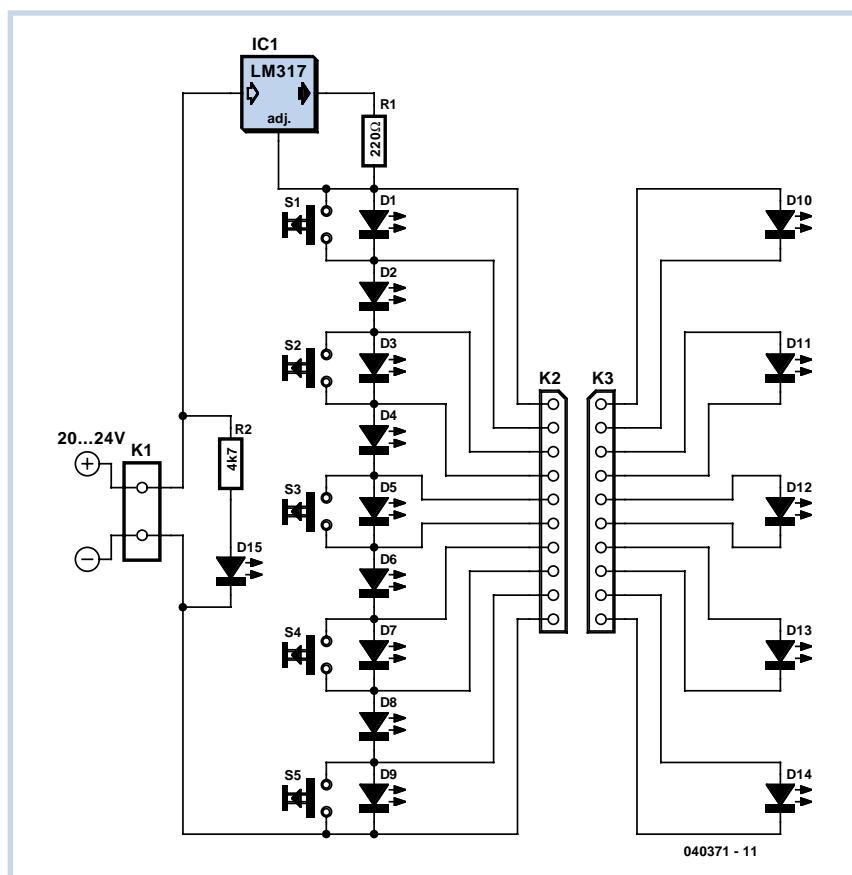 IC1
LM317
adj.
R1
220Ω
S1
D1
D10
D2
S2
D3
D11
K2
K3
D4
20...24V
K1
R2
4k7
S3
D5
D12
D15
D6
S4
D7
D13
D8
S5
D9
D14
040371 - 11